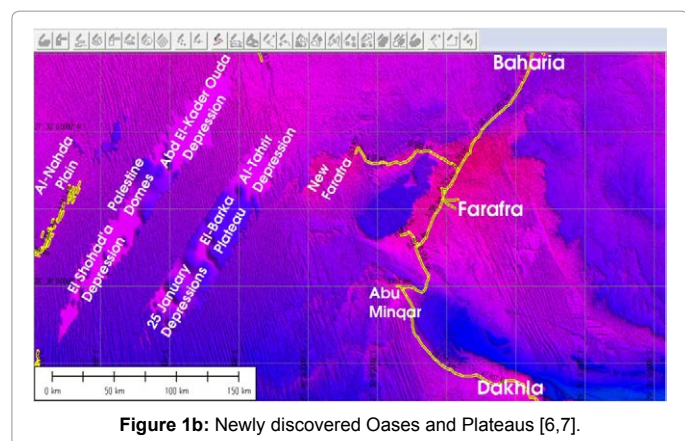 Baharia
Al-Nahda
Plain
Palestine
Domes
Abd El-Kader Ouda
Depression
El Shohad'a
Depression
Al-Tahrir
Depression
El-Barka
Plateau
25 January
Depressions
New
Farafra
Farafra
Abu
Minqar
Dakhla
0 km
50 km
100 km
150 km
Figure 1b: Newly discovered Oases and Plateaus [6,7].